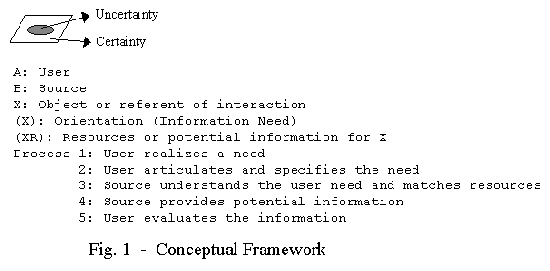 Uncertainty
Certainty
A: User
B: Source
X: Object or referent of interaction
(X): Orientation (Information Need)
(XR): Resources or potential information for X
Process 1: User realizes a need
2: User articulates and specifies the need
3: Source understands the user need and matches resources
4: Source provides potential information
5: User evaluates the information
Fig. 1 - Conceptual Framework